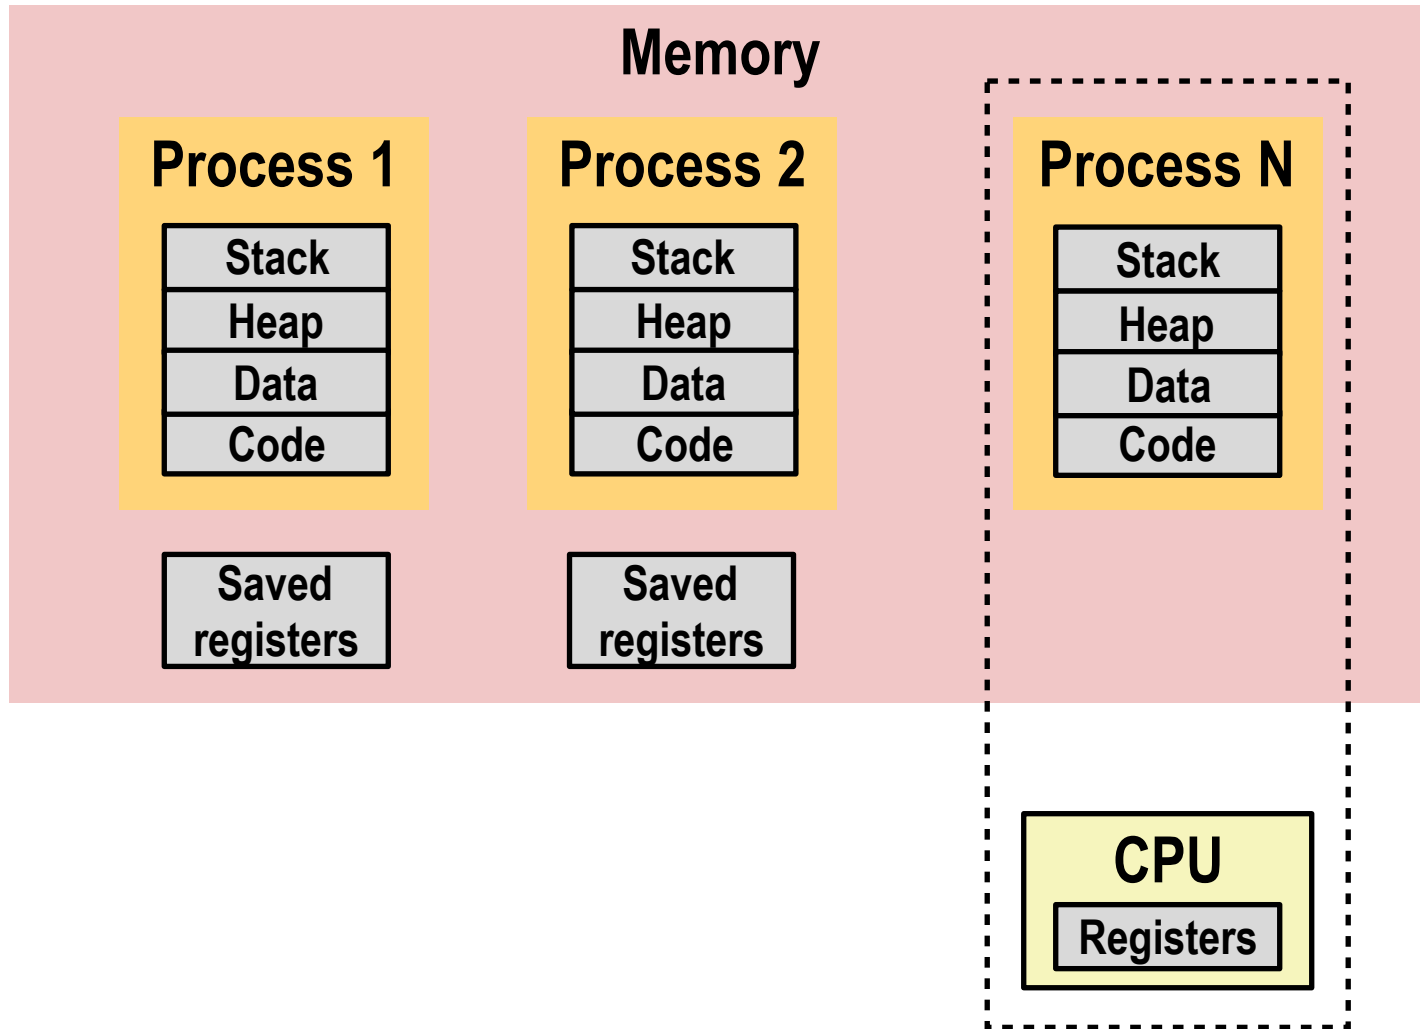 Memory
Process 1
Stack
Heap
Data
Code
Saved
registers
Process 2
Stack
Heap
Data
Code
Saved
registers
Process N
Stack
Heap
Data
Code
CPU
Registers